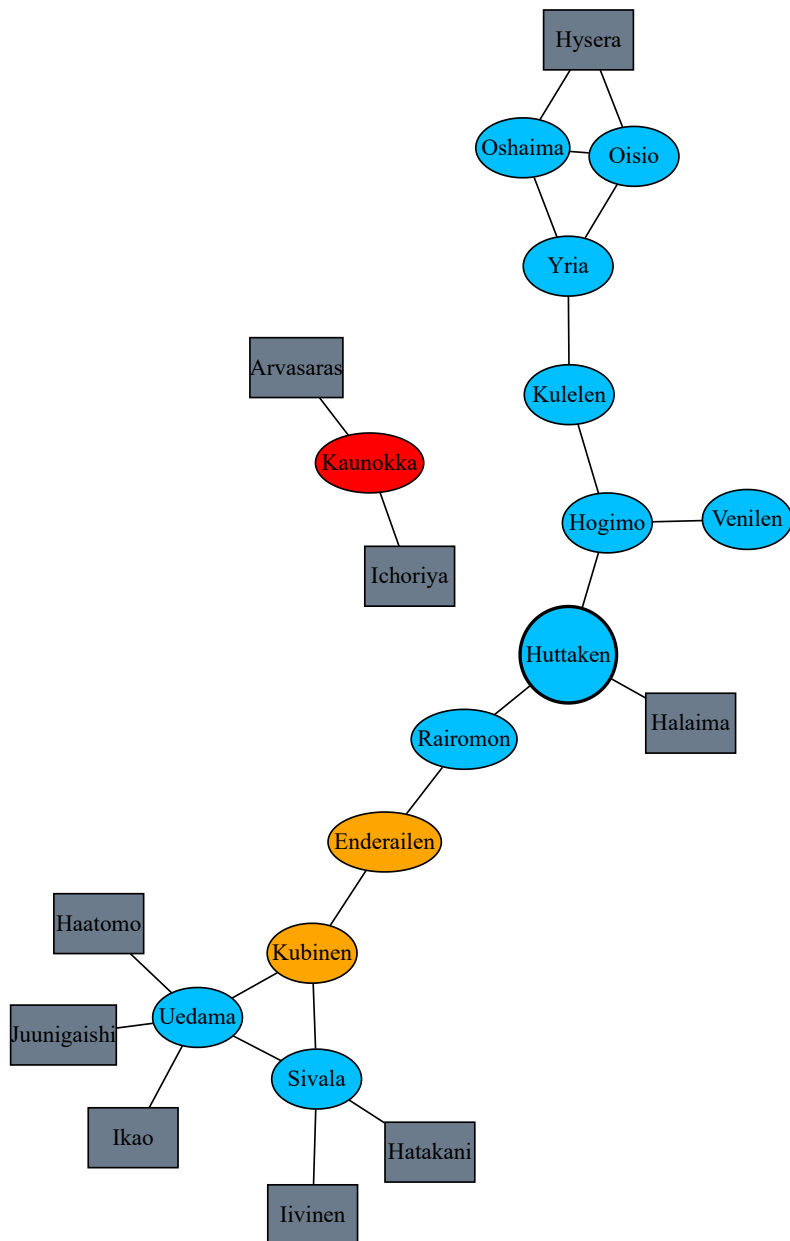 Hysera
Oshaima
Oisio
Yria
Arvasaras
Kulelen
Kaunokka
Hogimo
Venilen
Ichoriya
Huttaken
Halaima
Rairomon
Enderailen
Haatomo
Kubinen
Uedama
Juunigaishi
Sivala
Ikao
Hatakani
Iivinen